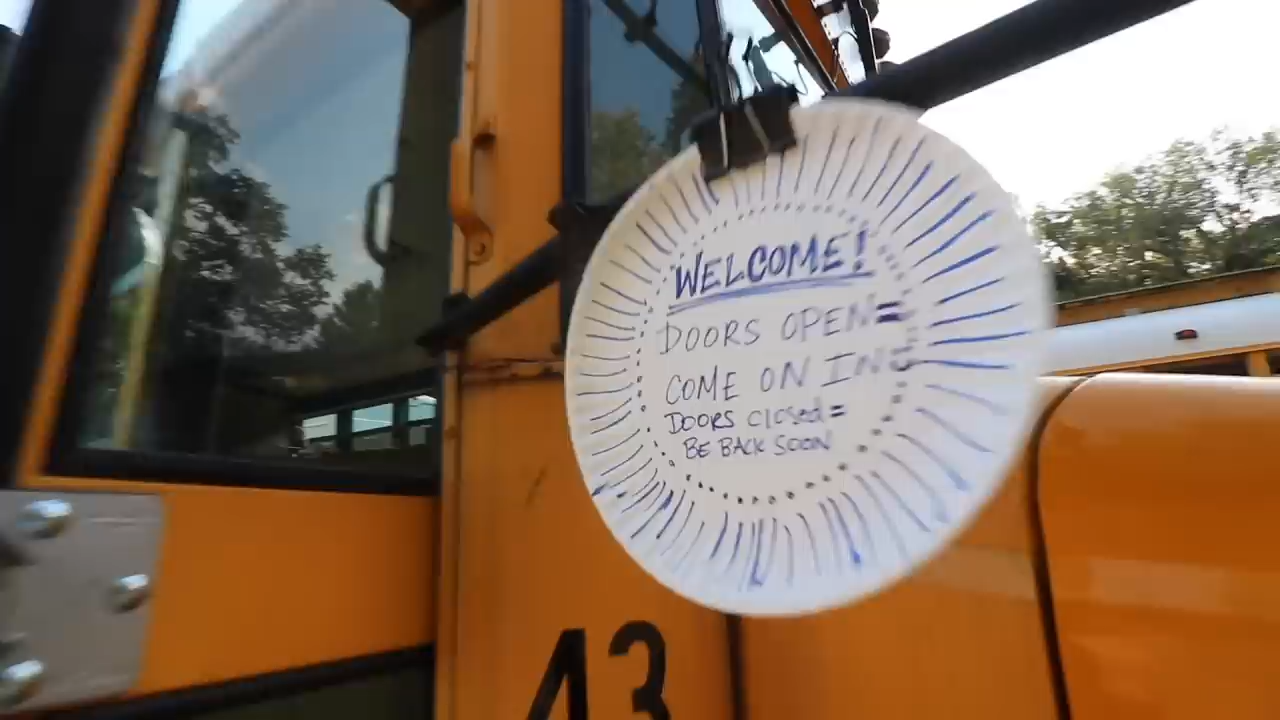 WELCOME!
DOORS OPEN=
COME ON IN
DOORS Closed=
BE BACK SOON
43